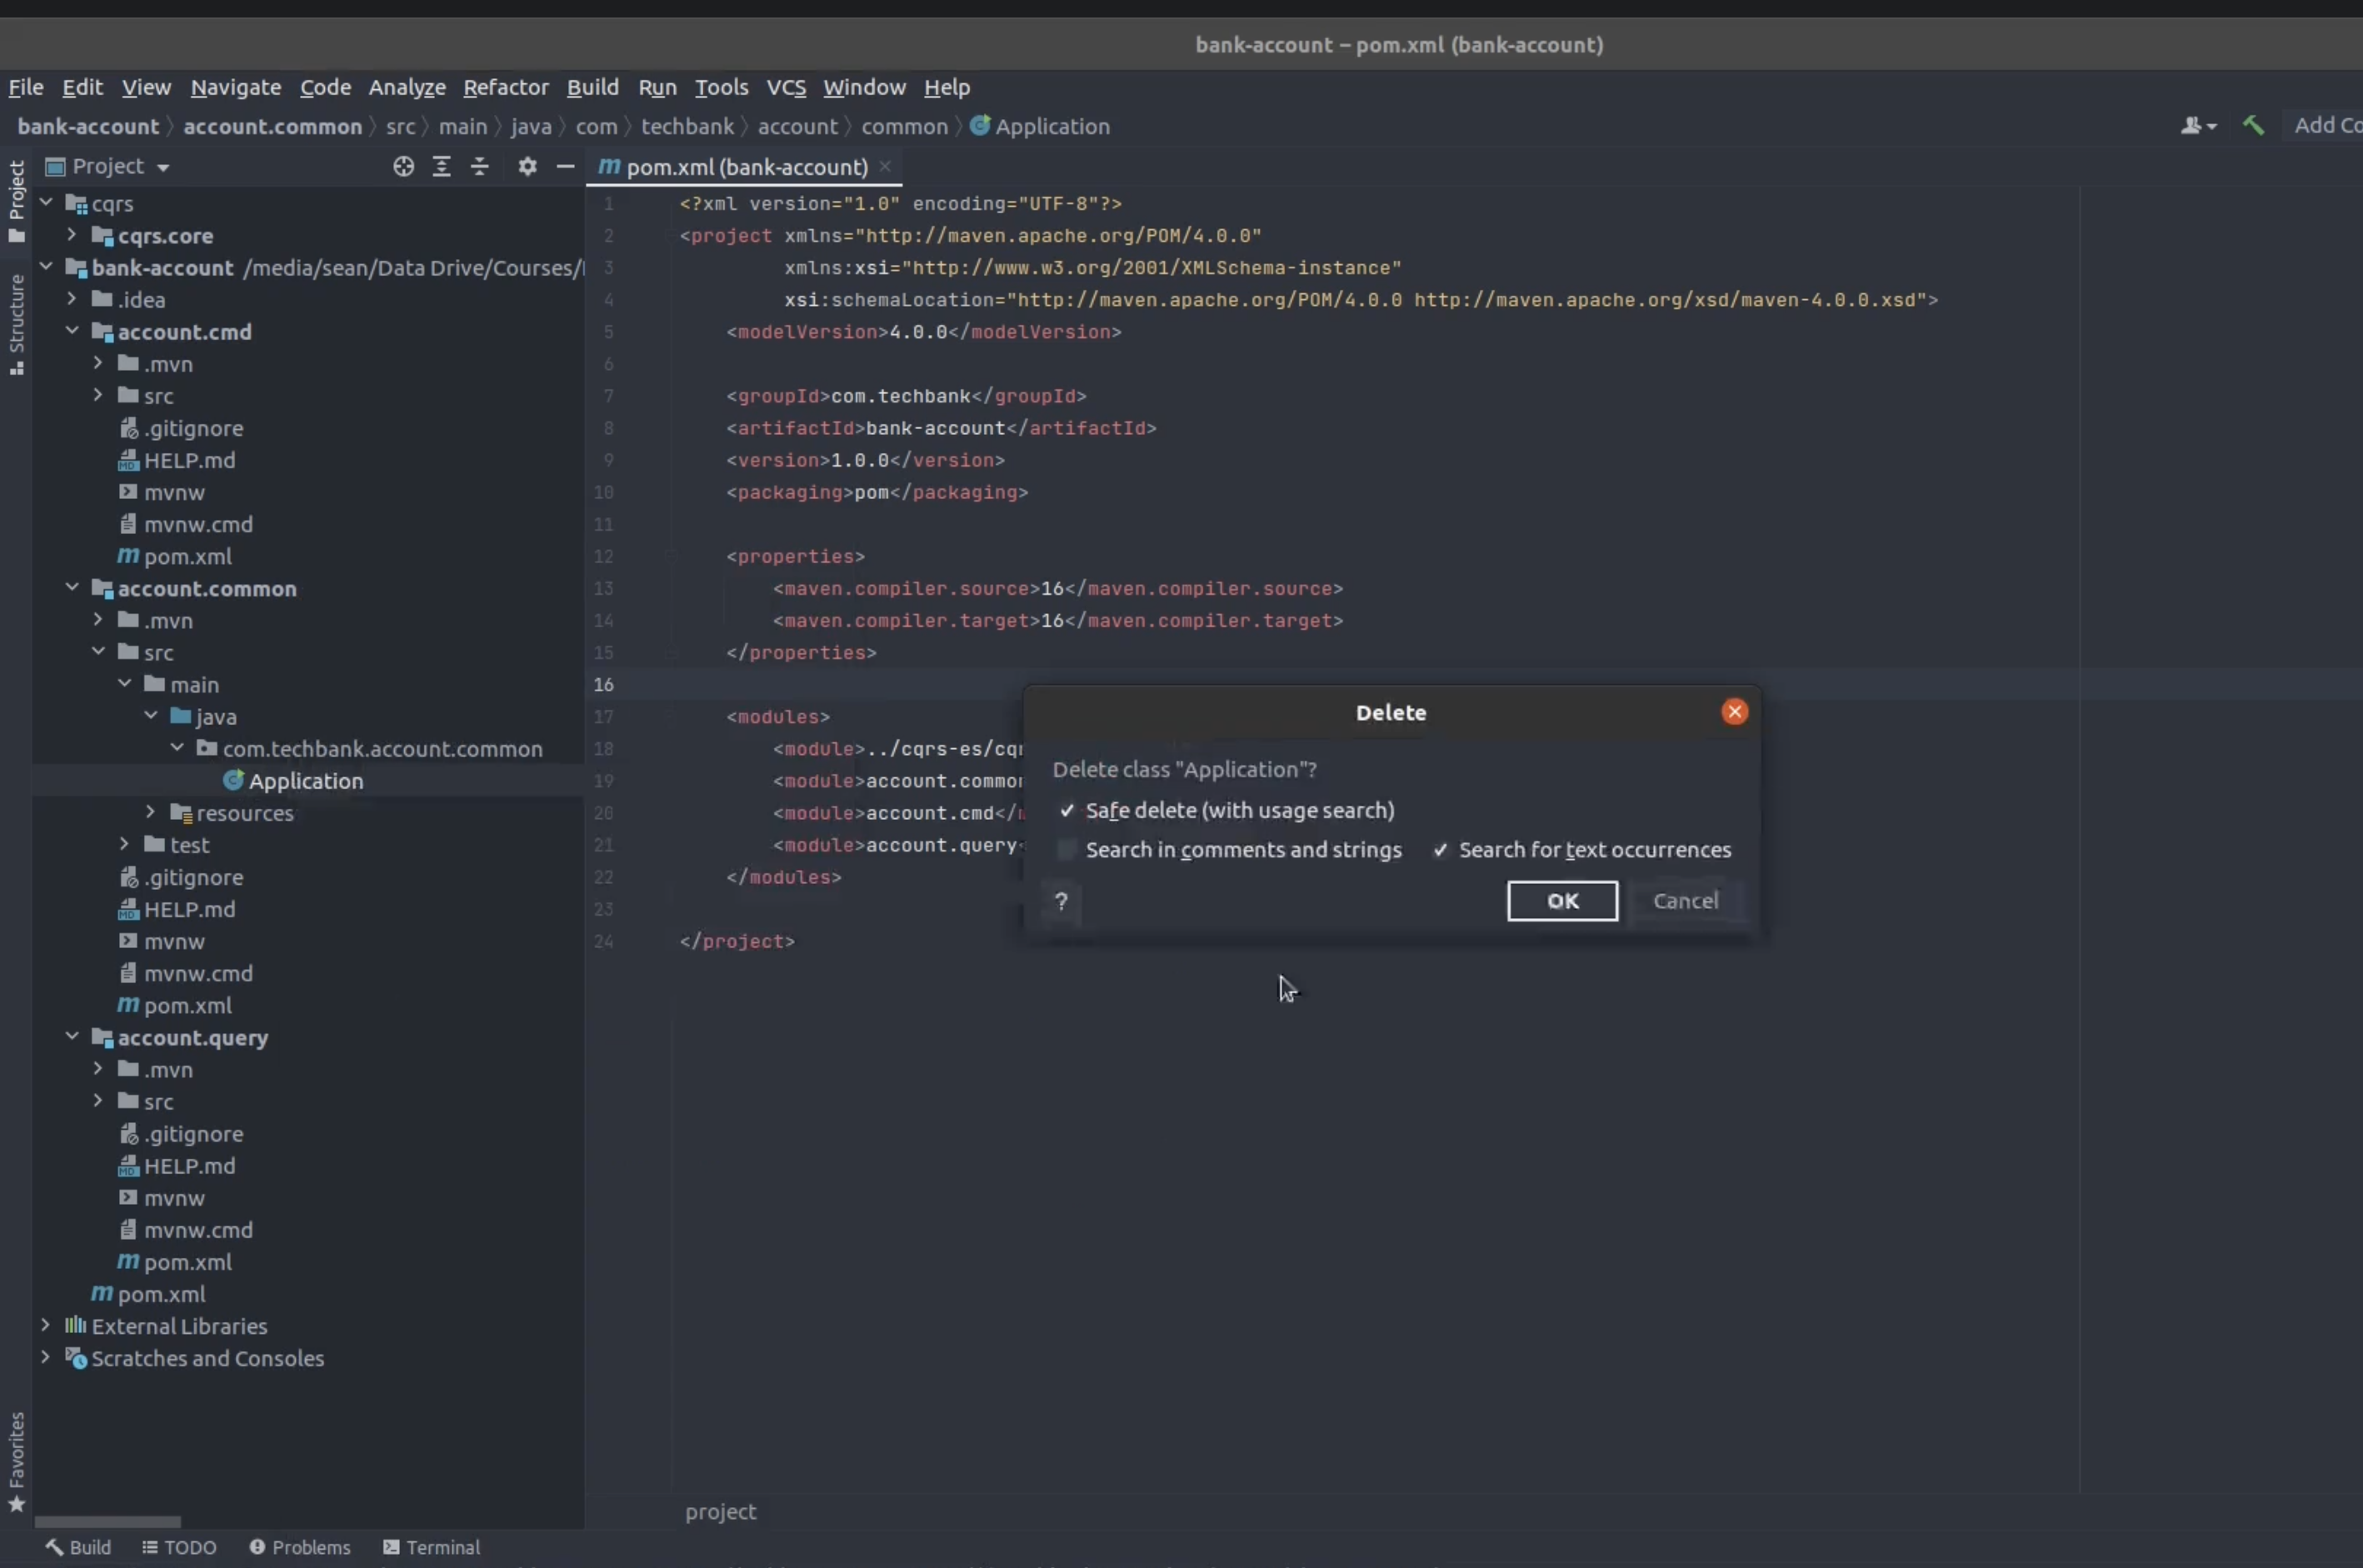 bank-account – pom.xml (bank-account)
File Edit View Navigate Code Analyze Refactor Build Run Tools VCS Window Help
bank-account account.common src main java com techbank account common Application
Add Co
Project
pom.xml (bank-account)
Project
Structure
Favorites
cqrs
cqrs.core
bank-account /media/sean/Data Drive/Courses/
.idea
account.cmd
.mvn
src
.gitignore
HELP.md
mvnw
mvnw.cmd
pom.xml
account.common
.mvn
src
main
java
com.techbank.account.common
Application
resources
test
.gitignore
HELP.md
mvnw
mvnw.cmd
pom.xml
account.query
.mvn
src
.gitignore
HELP.md
mvnw
mvnw.cmd
pom.xml
pom.xml
External Libraries
Scratches and Consoles
1 <?xml version="1.0" encoding="UTF-8"?>
2 <project xmlns="http://maven.apache.org/POM/4.0.0"
3 xmlns:xsi="http://www.w3.org/2001/XMLSchema-instance"
4 xsi:schemaLocation="http://maven.apache.org/POM/4.0.0 http://maven.apache.org/xsd/maven-4.0.0.xsd">
5 <modelVersion>4.0.0</modelVersion>
6
7 <groupId>com.techbank</groupId>
8 <artifactId>bank-account</artifactId>
9 <version>1.0.0</version>
10 <packaging>pom</packaging>
11
12 <properties>
13 <maven.compiler.source>16</maven.compiler.source>
14 <maven.compiler.target>16</maven.compiler.target>
15 </properties>
16
17 <modules>
18 <module>../cqrs-es/cqr
19 <module>account.common
20 <module>account.cmd</m
21 <module>account.query<
22 </modules>
23
24 </project>
Delete
Delete class "Application"?
Safe delete (with usage search)
Search in comments and strings Search for text occurrences
? OK Cancel
project
Build TODO Problems Terminal